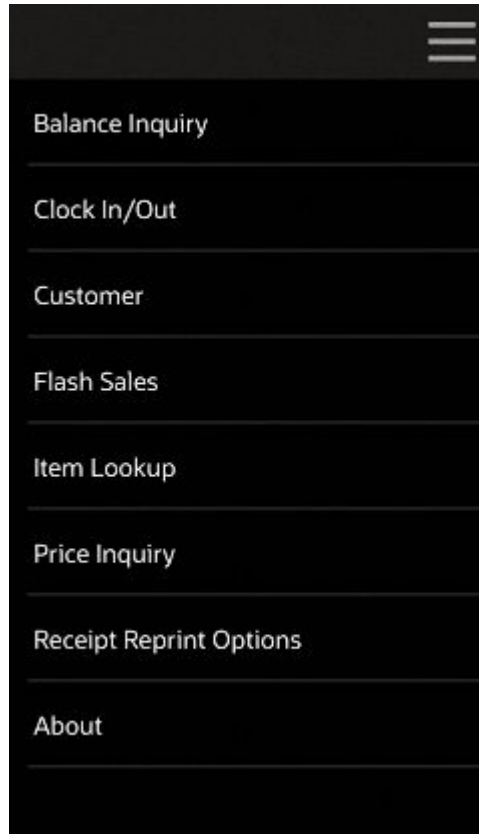 Balance Inquiry
Clock In/Out
Customer
Flash Sales
Item Lookup
Price Inquiry
Receipt Reprint Options
About